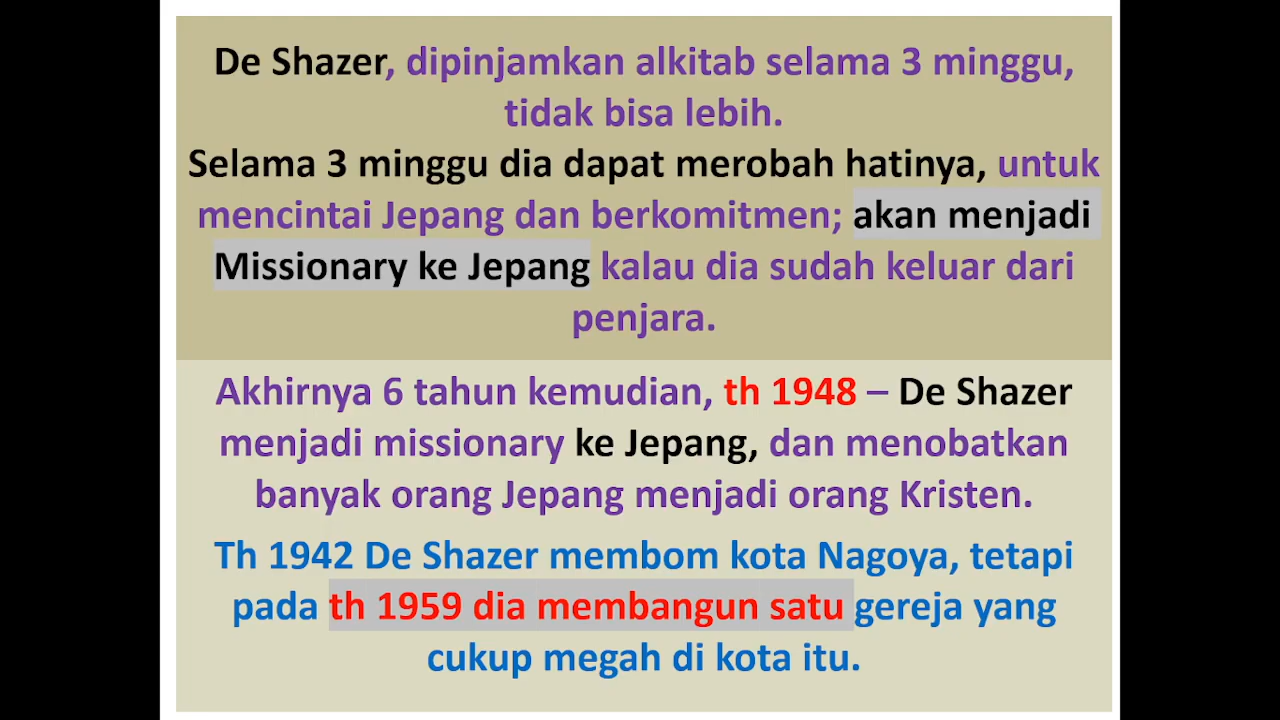 De Shazer, dipinjamkan alkitab selama 3 minggu,
tidak bisa lebih.
Selama 3 minggu dia dapat merobah hatinya, untuk
mencintai Jepang dan berkomitmen; akan menjadi
Missionary ke Jepang kalau dia sudah keluar dari
penjara.
Akhirnya 6 tahun kemudian, th 1948 – De Shazer
menjadi missionary ke Jepang, dan menobatkan
banyak orang Jepang menjadi orang Kristen.
Th 1942 De Shazer membom kota Nagoya, tetapi
pada th 1959 dia membangun satu gereja yang
cukup megah di kota itu.